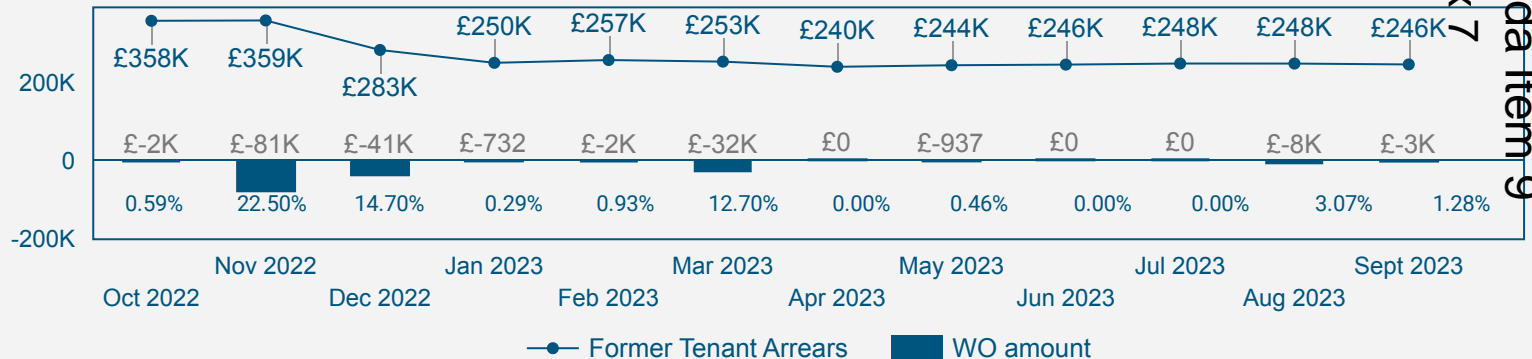 £250K £257K £253K £240K £244K £246K £248K £248K £246K
£358K £359K £283K
200K
£-2K £-81K £-41K £-732 £-2K £-32K £0 £-937 £0 £0 £-8K £-3K
0
0.59% 22.50% 14.70% 0.29% 0.93% 12.70% 0.00% 0.46% 0.00% 0.00% 3.07% 1.28%
-200K
Nov 2022 Jan 2023 Mar 2023 May 2023 Jul 2023 Sept 2023
Oct 2022 Dec 2022 Feb 2023 Apr 2023 Jun 2023 Aug 2023
Former Tenant Arrears WO amount
Item 9
7